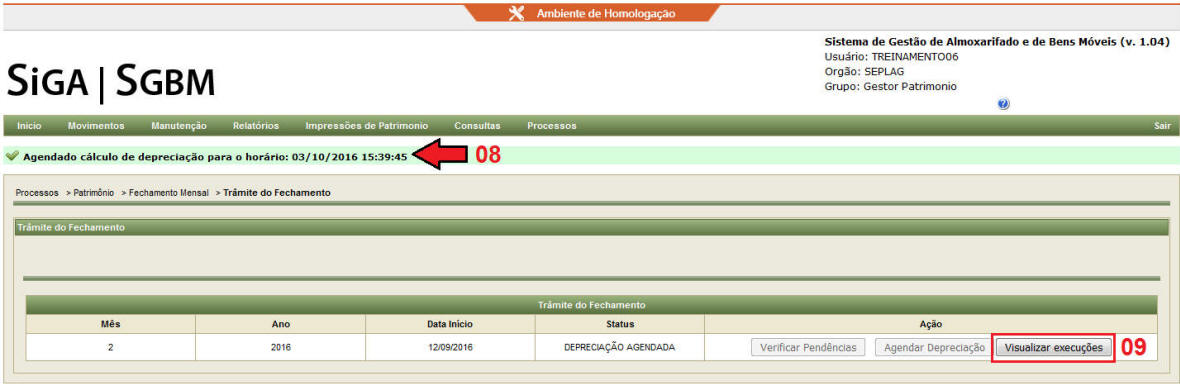 Ambiente de Homologação
Sistema de Gestão de Almoxarifado e de Bens Móveis (v. 1.04)
Usuário: TREINAMENTO06
Orgão: SEPLAG
Grupo: Gestor Patrimonio
SIGA | SGBM
?
Inicio Movimentos Manutenção Relatórios Impressões de Patrimonio Consultas Processos Sair
Agendado cálculo de depreciação para o horário: 03/10/2016 15:39:45 08
Processos > Patrimônio > Fechamento Mensal > Trâmite do Fechamento
Trâmite do Fechamento
Trâmite do Fechamento
Mês Ano Data Início Status Ação
2 2016 12/09/2016 DEPRECIAÇÃO AGENDADA Verificar Pendências Agendar Depreciação Visualizar execuções 09